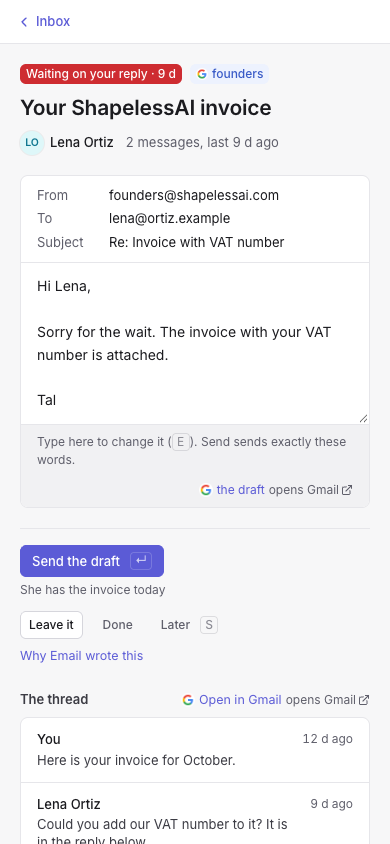 Inbox
Waiting on your reply · 9 d
founders
Your ShapelessAI invoice
LO Lena Ortiz 2 messages, last 9 d ago
From founders@shapelessai.com
To lena@ortiz.example
Subject Re: Invoice with VAT number
Hi Lena,
Sorry for the wait. The invoice with your VAT
number is attached.
Tal
Type here to change it (E). Send sends exactly these
words.
the draft opens Gmail
Send the draft ↵
She has the invoice today
Leave it Done Later S
Why Email wrote this
The thread Open in Gmail opens Gmail
You 12 d ago
Here is your invoice for October.
Lena Ortiz 9 d ago
Could you add our VAT number to it? It is
in the reply below